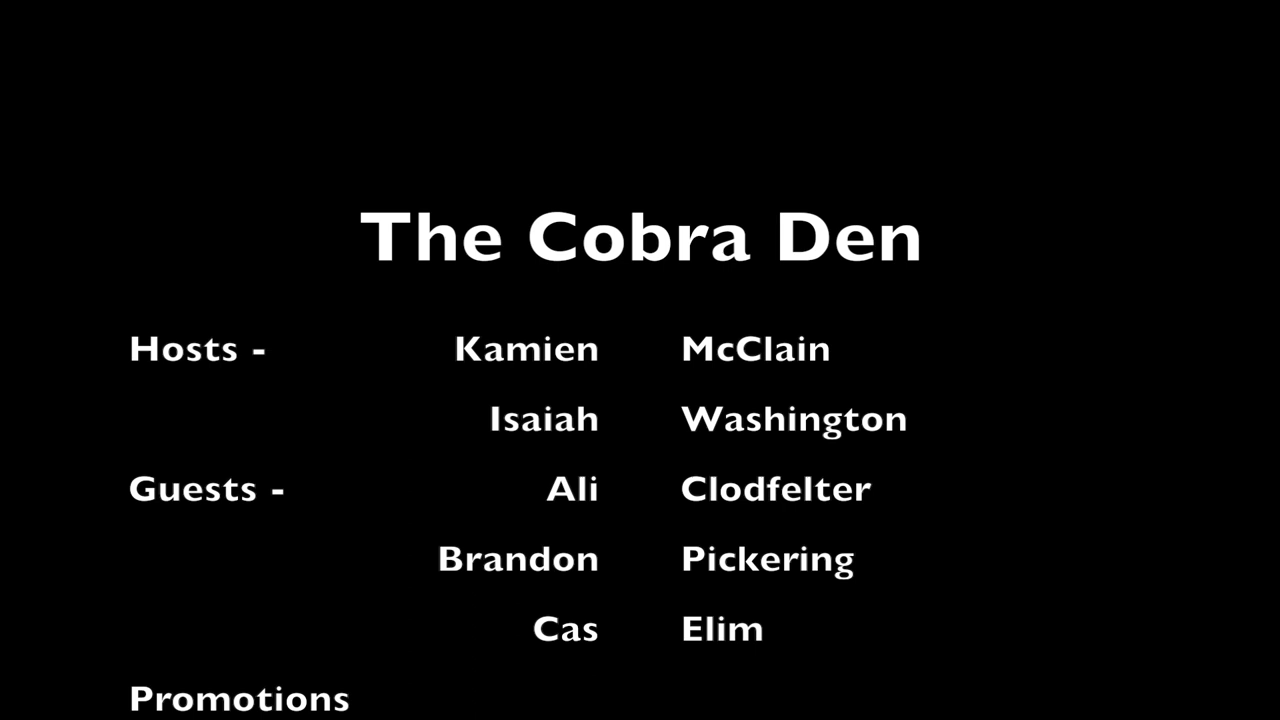 The Cobra Den
Hosts - Kamien McClain
Isaiah Washington
Guests - Ali Clodfelter
Brandon Pickering
Cas Elim
Promotions